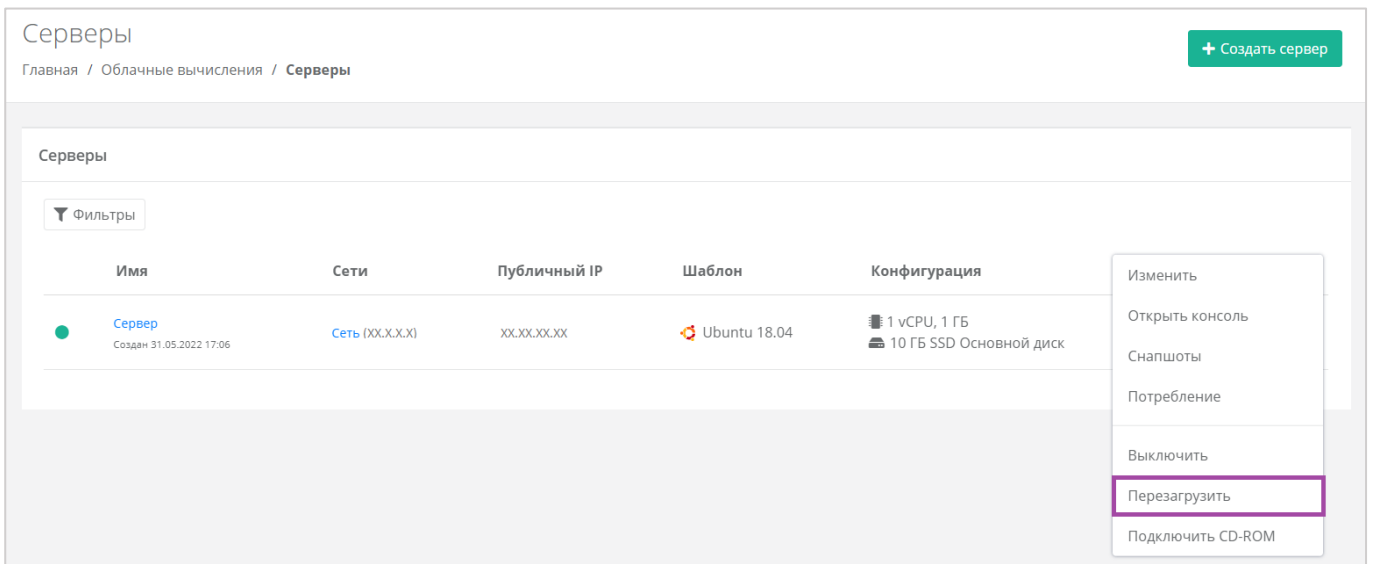 Серверы
+ Создать сервер
Главная / Облачные вычисления / Серверы
Серверы
Фильтры
Имя Сети Публичный IP Шаблон Конфигурация
Сервер
Создан 31.05.2022 17:06
Сеть (XX.X.X.X)
XX.XX.XX.XX
Ubuntu 18.04
1 vCPU, 1 ГБ
10 ГБ SSD Основной диск
Изменить
Открыть консоль
Снапшоты
Потребление
Выключить
Перезагрузить
Подключить CD-ROM